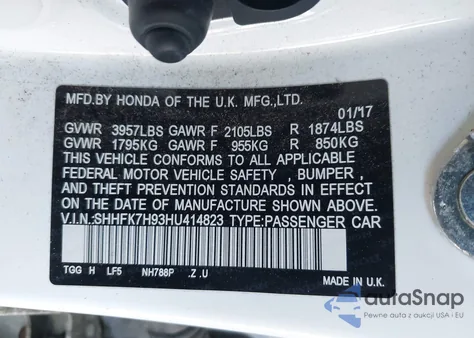 MFD.BY HONDA OF THE U.K. MFG.,LTD.
01/17
GVWR 3957LBS GAWR F 2105LBS R 1874LBS
GVWR 1795KG GAWR F 955KG R 850KG
THIS VEHICLE CONFORMS TO ALL APPLICABLE
FEDERAL MOTOR VEHICLE SAFETY , BUMPER ,
AND THEFT PREVENTION STANDARDS IN EFFECT
ON THE DATE OF MANUFACTURE SHOWN ABOVE.
V.I.N.:SHHFK7H93HU414823 TYPE:PASSENGER CAR
TGG H LF5 NH788P .Z .U
MADE IN U.K.
autoSnap
Pewne auta z USA i EU